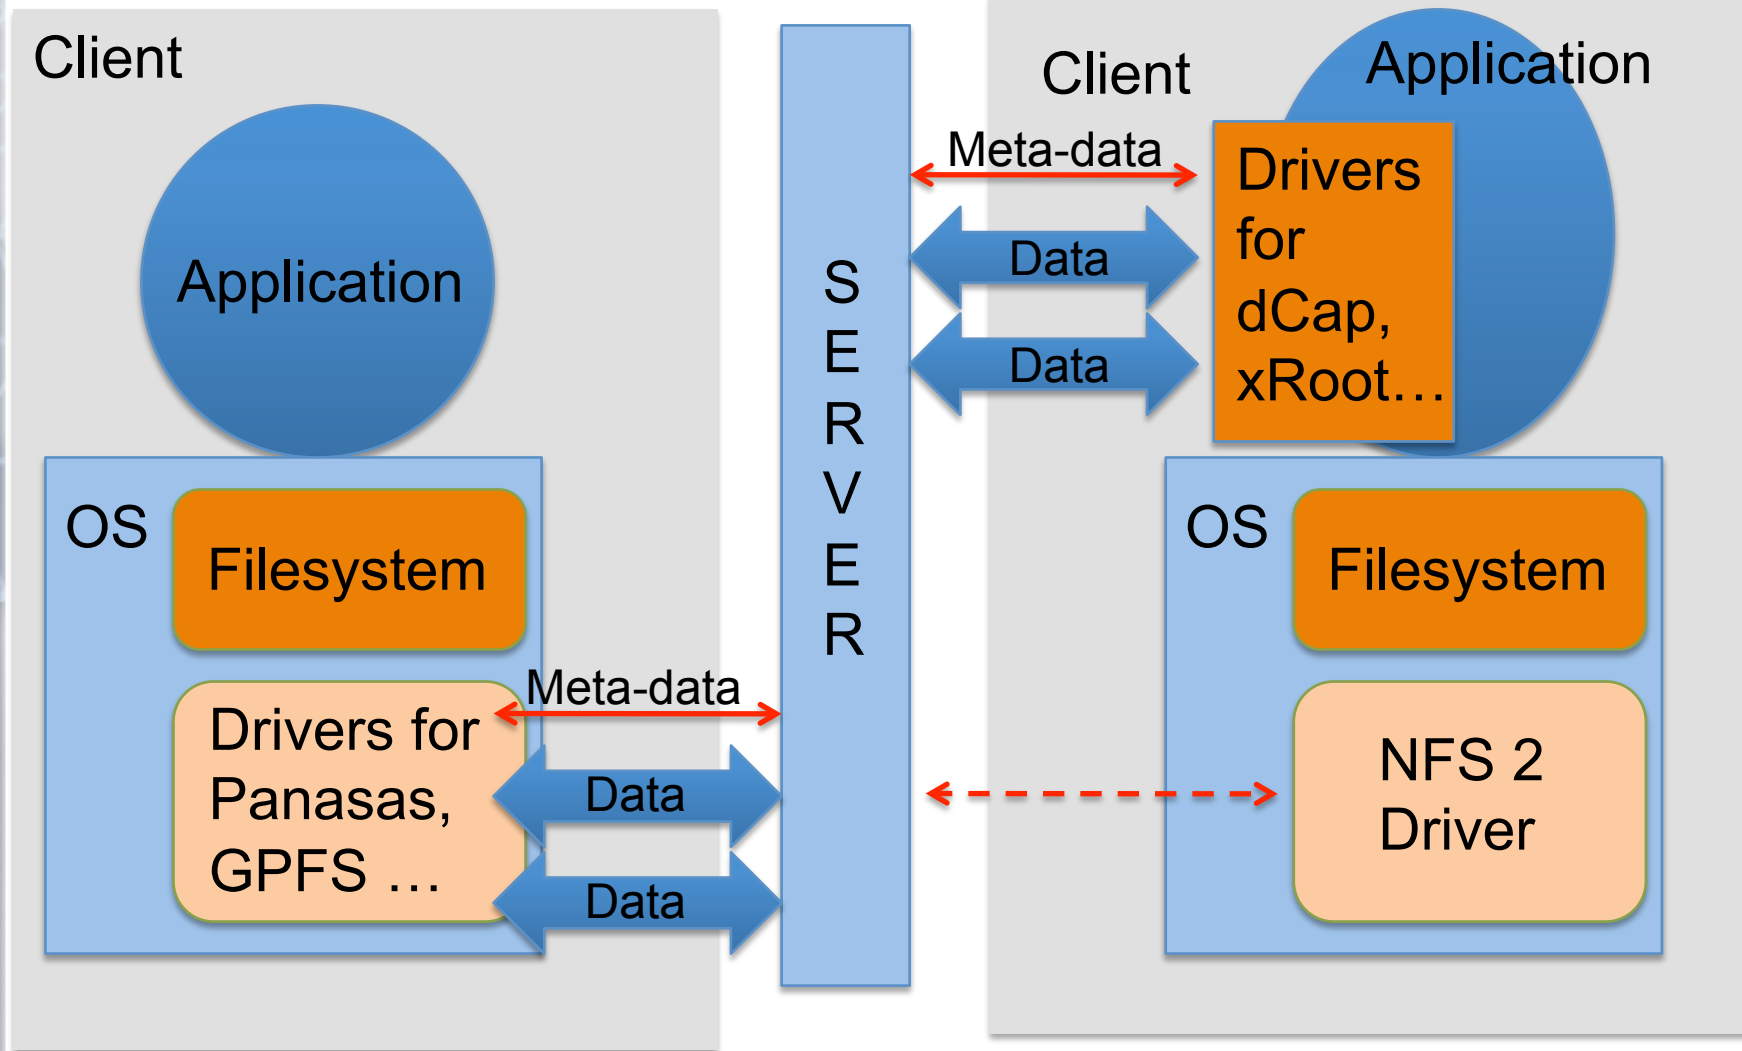 Client
Application
OS
Filesystem
Drivers for
Panasas,
GPFS …
Meta-data
Data
Data
S
E
R
V
E
R
Client
Application
Meta-data
Data
Data
Drivers
for
dCap,
xRoot…
OS
Filesystem
NFS 2
Driver